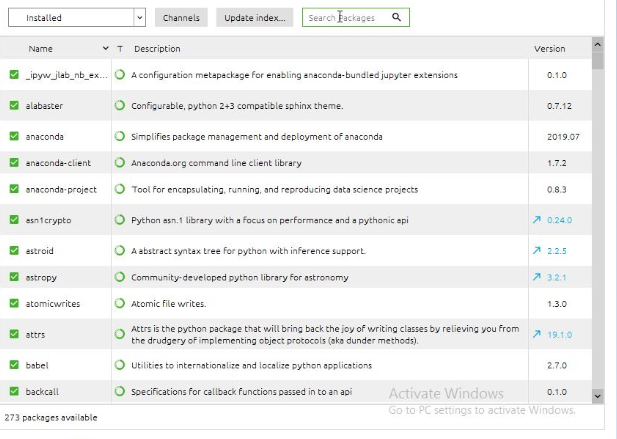 Installed
Channels
Update index...
Search Packages
Name T Description Version
_ipyw_jlab_nb_ex... A configuration metapackage for enabling anaconda-bundled jupyter extensions 0.1.0
alabaster Configurable, python 2+3 compatible sphinx theme. 0.7.12
anaconda Simplifies package management and deployment of anaconda 2019.07
anaconda-client Anaconda.org command line client library 1.7.2
anaconda-project Tool for encapsulating, running, and reproducing data science projects 0.8.3
asn1crypto Python asn.1 library with a focus on performance and a pythonic api 0.24.0
astroid A abstract syntax tree for python with inference support. 2.2.5
astropy Community-developed python library for astronomy 3.2.1
atomicwrites Atomic file writes. 1.3.0
attrs Attrs is the python package that will bring back the joy of writing classes by relieving you from 19.1.0
the drudgery of implementing object protocols (aka dunder methods).
babel Utilities to internationalize and localize python applications 2.7.0
backcall Specifications for callback functions passed in to an api 0.1.0
Activate Windows
Go to PC settings to activate Windows.
273 packages available